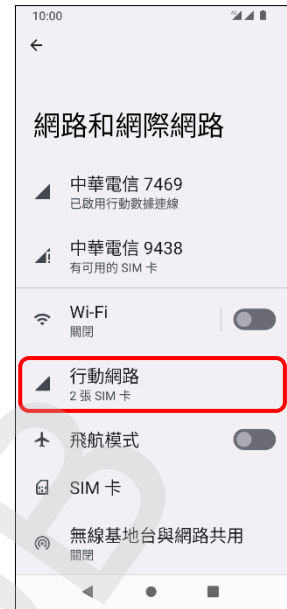 10:00
網路和網際網路
中華電信 7469
已啟用行動數據連線
中華電信 9438
有可用的 SIM 卡
Wi-Fi
關閉
行動網路
2 張 SIM 卡
飛航模式
SIM 卡
無線基地台與網路共用
關閉